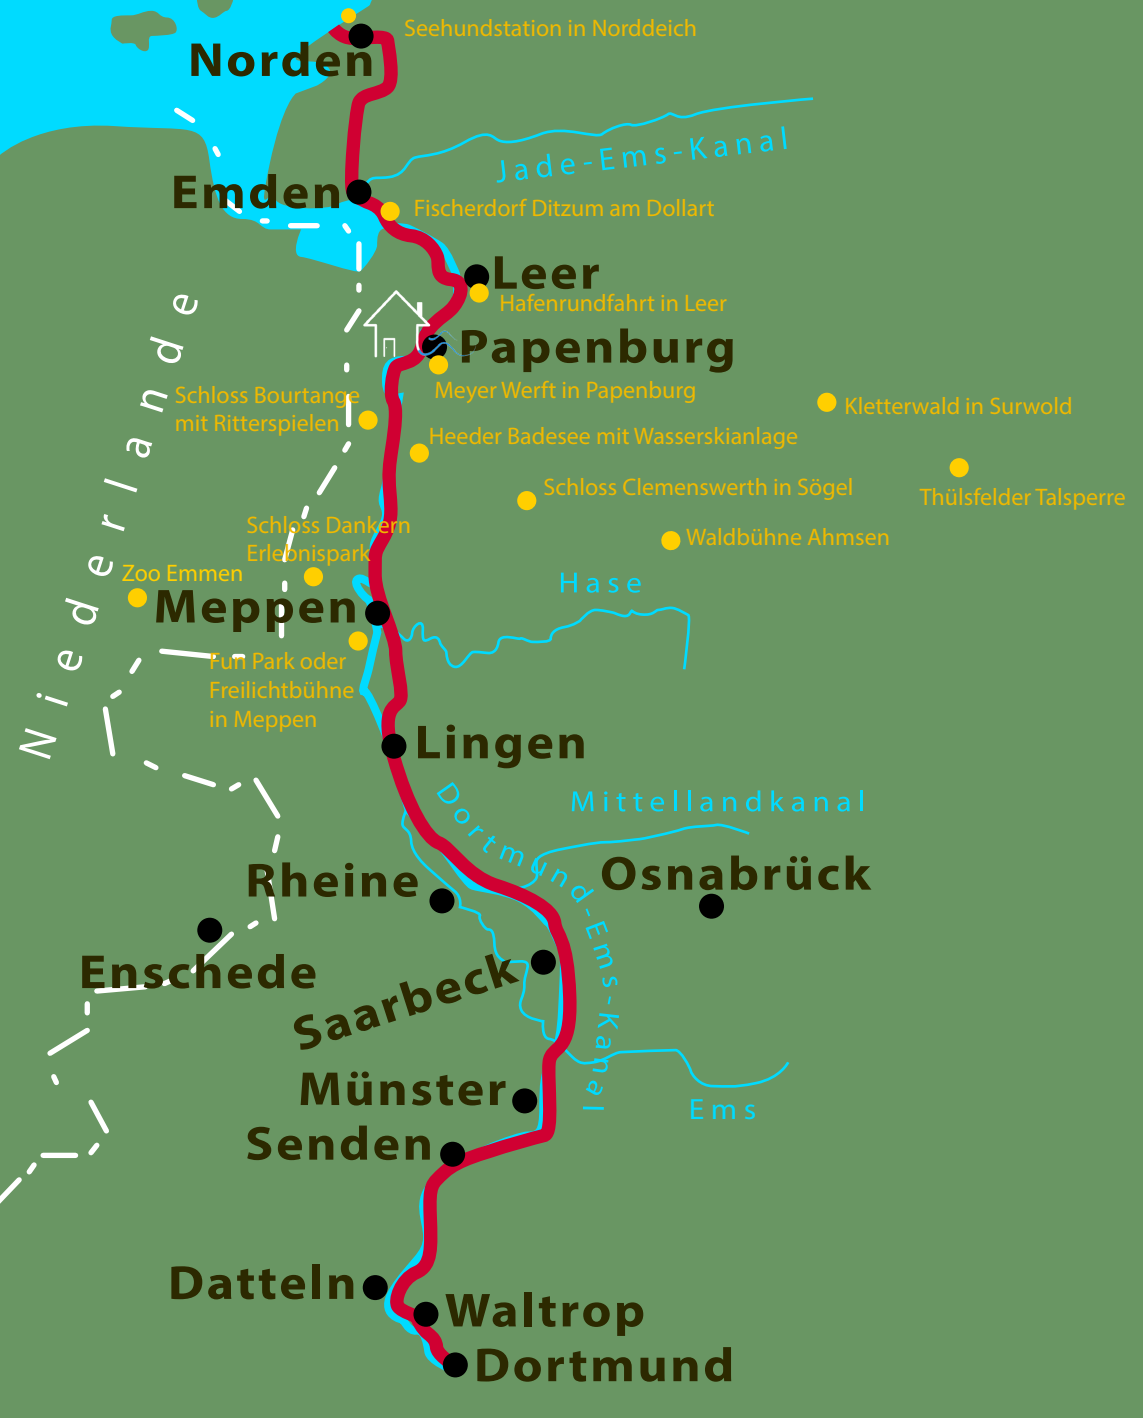 Seehundstation in Norddeich
Norden
Jade-Ems-Kanal
Emden
Fischerdorf Ditzum am Dollart
Leer
Hafenrundfahrt in Leer
Papenburg
Meyer Werft in Papenburg
Schloss Bourtange
mit Ritterspielen
Kletterwald in Surwold
Heeder Badesee mit Wasserskianlage
Thülsfelder Talsperre
Schloss Clemenswerth in Sögel
Waldbühne Ahmsen
Schloss Dankern
Erlebnispark
Zoo Emmen
Niederlande
Hase
Meppen
Fun Park oder
Freilichtbühne
in Meppen
Lingen
Mittellandkanal
Dortmund-Ems-Kanal
Rheine
Osnabrück
Enschede
Saarbeck
Münster
Ems
Senden
Datteln
Waltrop
Dortmund